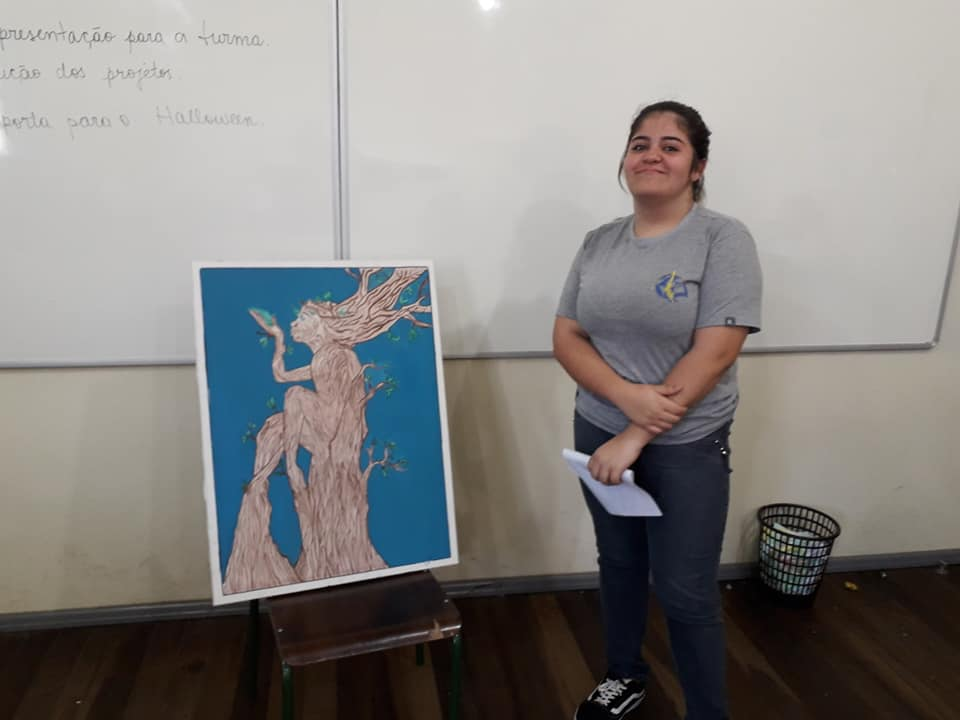 presentação para a turma.
ição dos projetos.
porta para o Halloween.